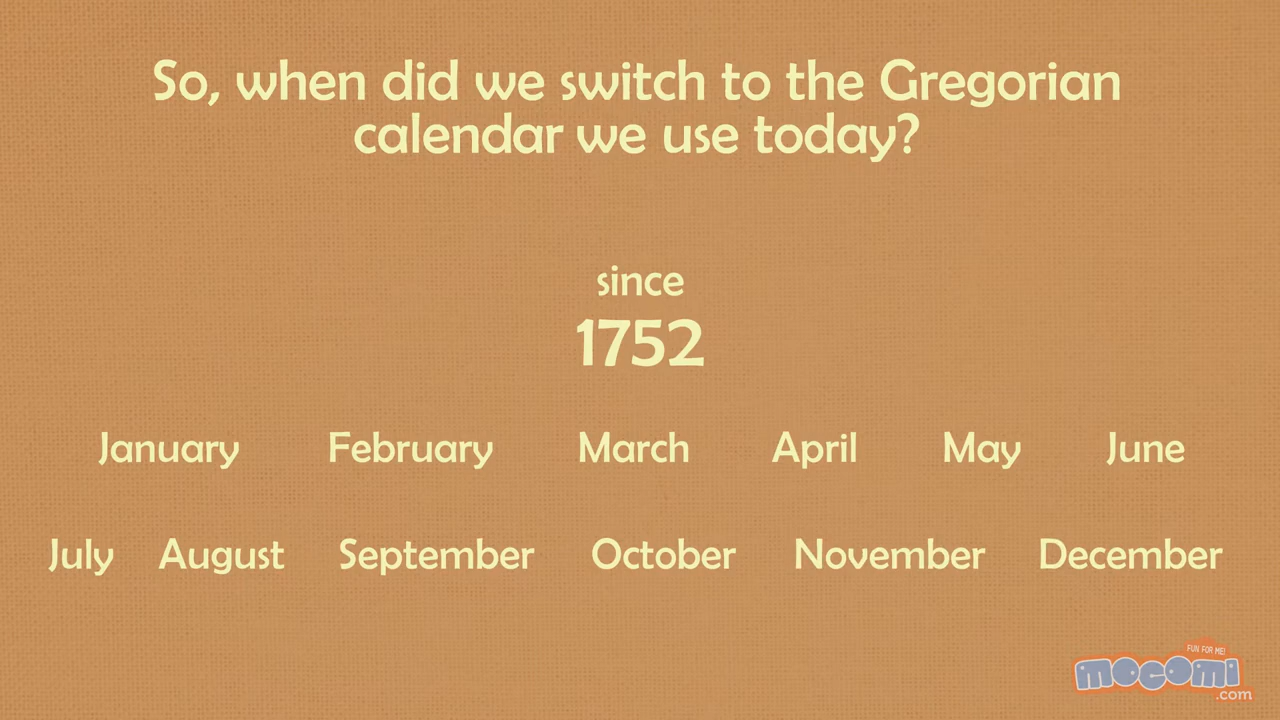 So, when did we switch to the Gregorian
calendar we use today?
since
1752
January February March April May June
July August September October November December
FUN FOR ME!
mocomi
.com